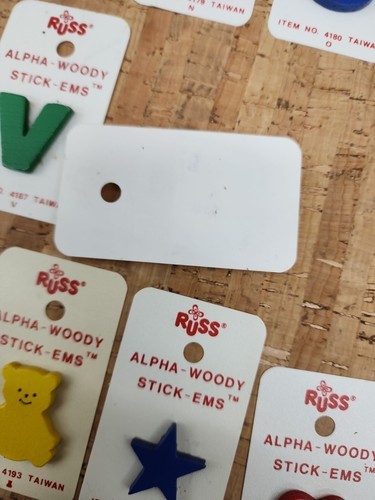 RUSS®
ALPHA-WOODY
STICK-EMS™
V
4187 TAIWAN
V
TAIWAN
ITEM NO. 4180 TAIWAN
O
RUSS®
ALPHA-WOODY
STICK-EMS™
4193 TAIWAN
RUSS®
ALPHA-WOODY
STICK-EMS™
RUSS®
ALPHA-WOODY
STICK-EMS™